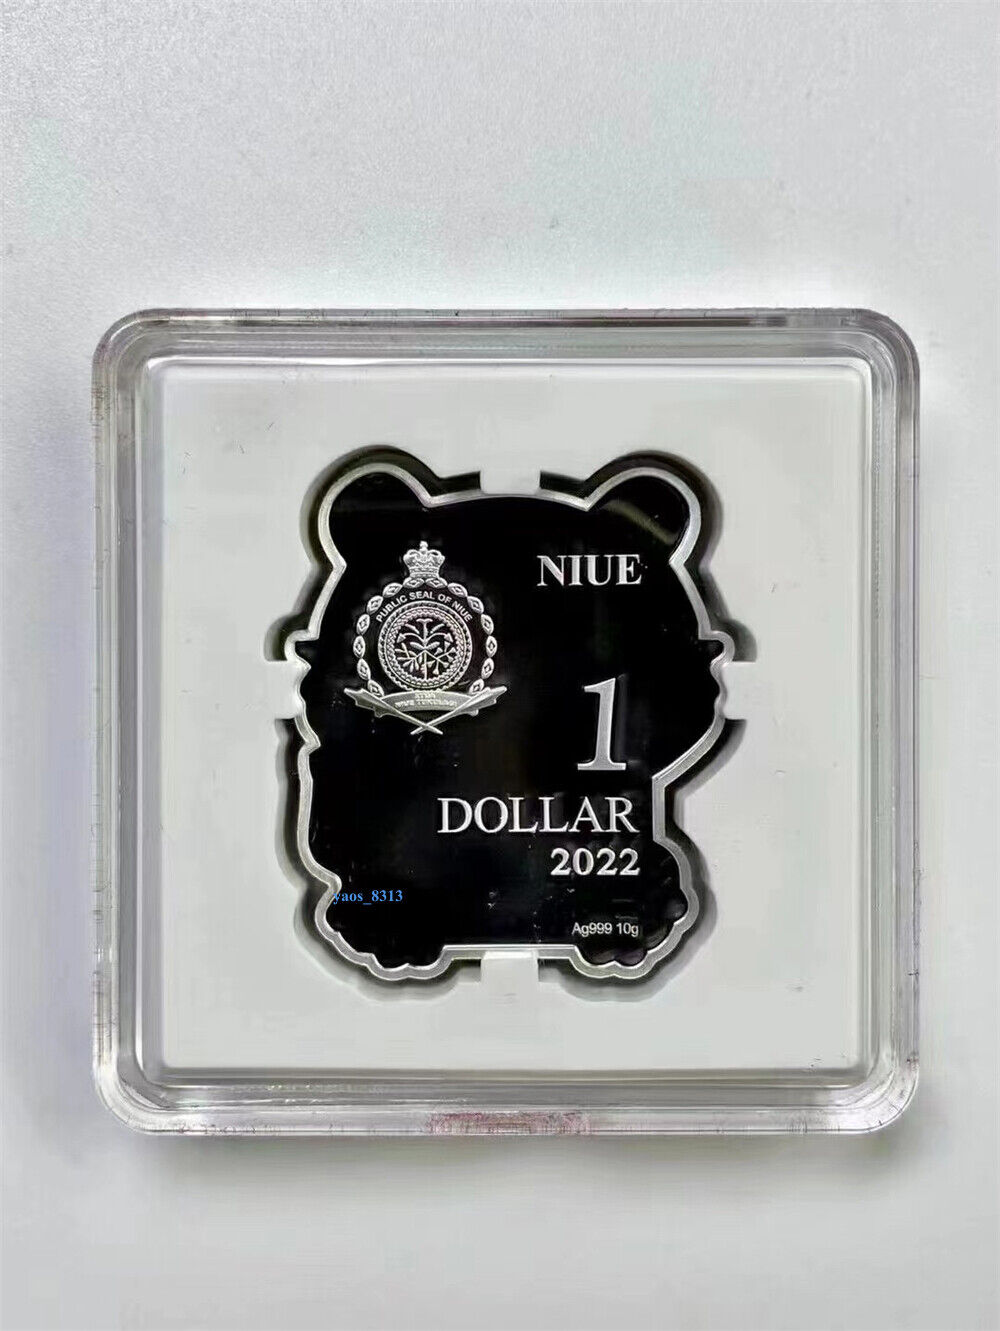 PUBLIC SEAL OF NIUE
NIUE
1
DOLLAR
2022
yaos_8313
Ag999 10g